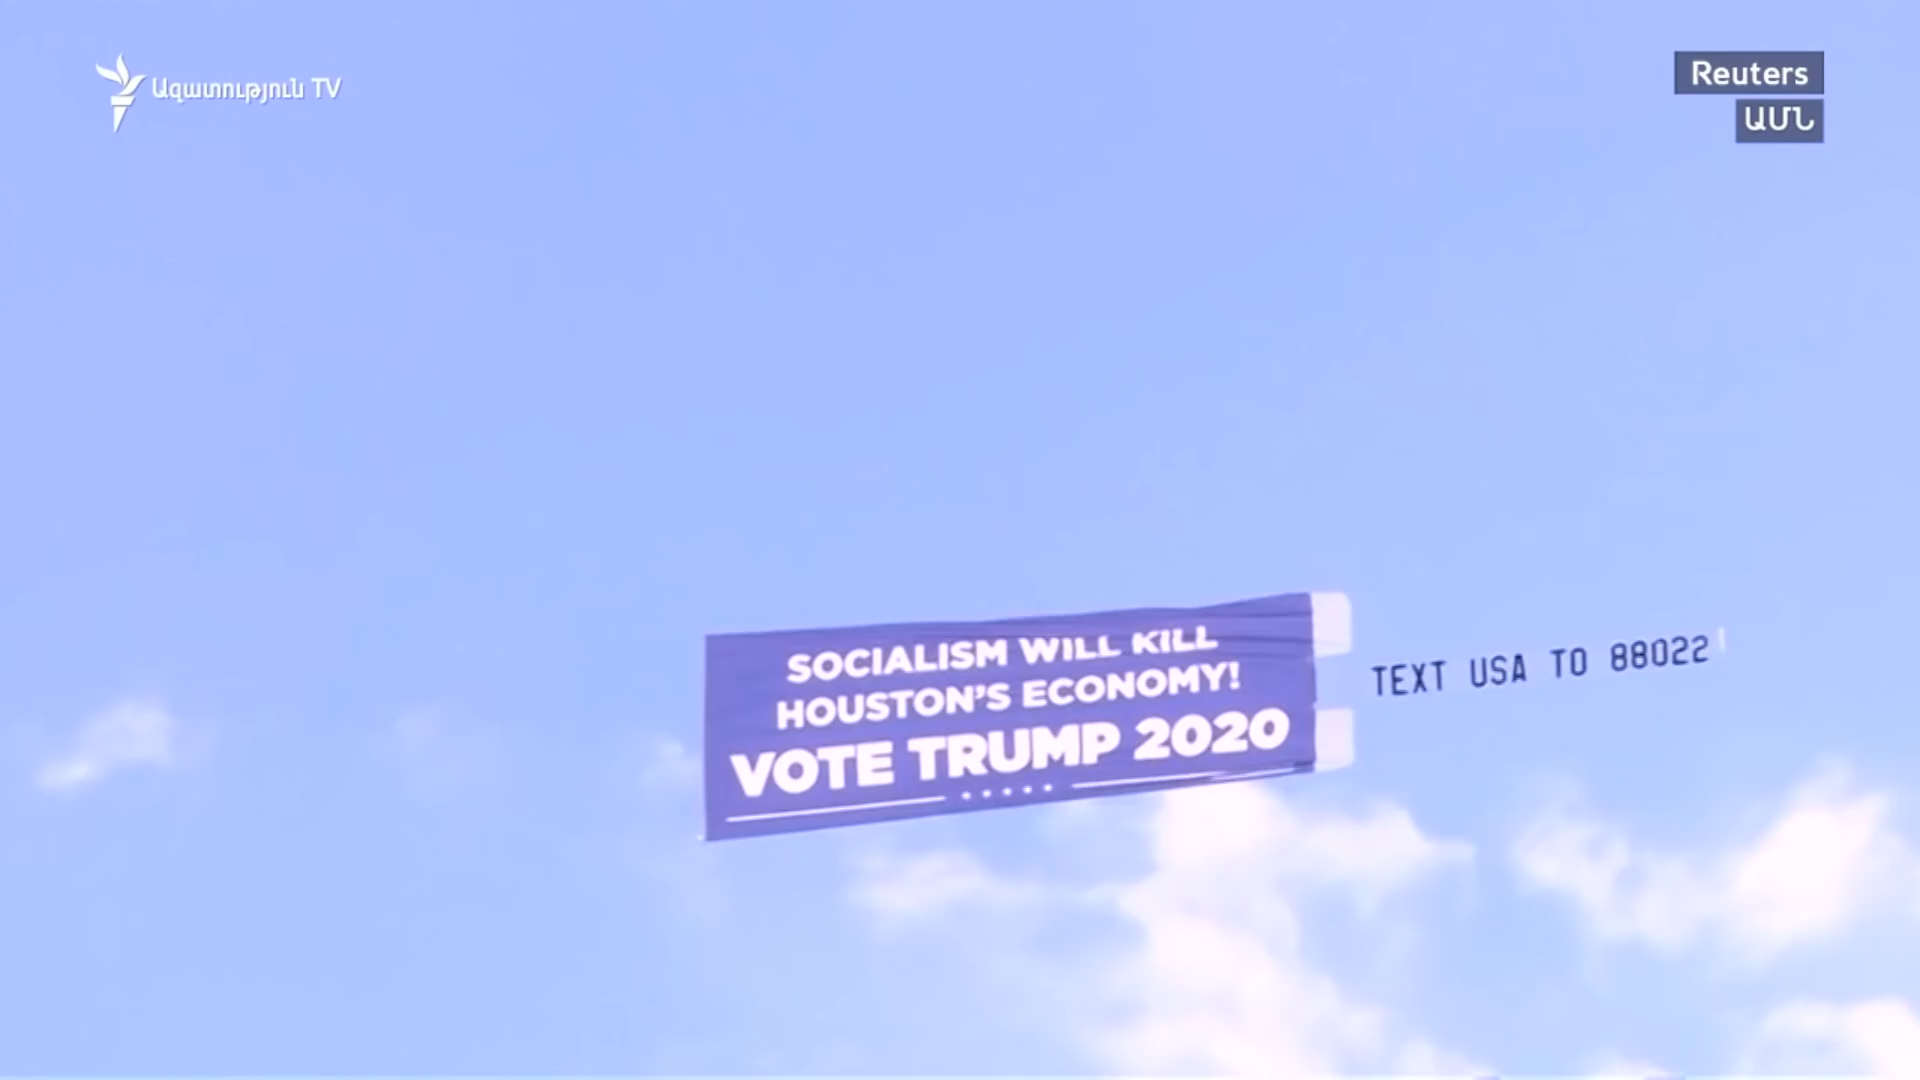 Ազատություն TV
Reuters
ԱՄՆ
SOCIALISM WILL KILL
HOUSTON'S ECONOMY!
VOTE TRUMP 2020
TEXT USA TO 88022